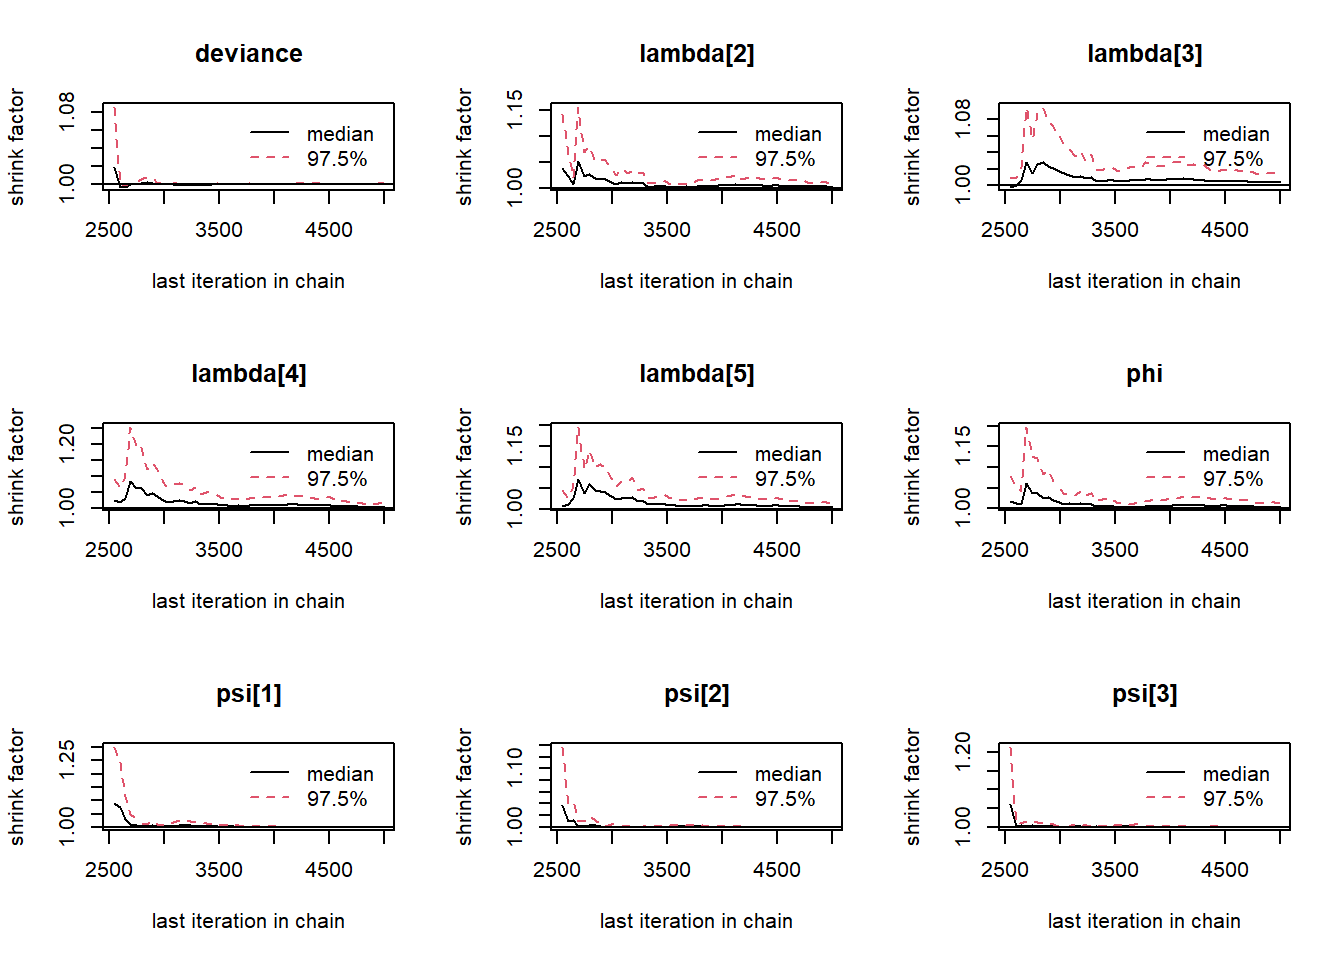 deviance
shrink factor
1.00 1.08
median
97.5%
2500 3500 4500
last iteration in chain
lambda[2]
shrink factor
1.00 1.15
median
97.5%
2500 3500 4500
last iteration in chain
lambda[3]
shrink factor
1.00 1.08
median
97.5%
2500 3500 4500
last iteration in chain
lambda[4]
shrink factor
1.00 1.20
median
97.5%
2500 3500 4500
last iteration in chain
lambda[5]
shrink factor
1.00 1.15
median
97.5%
2500 3500 4500
last iteration in chain
phi
shrink factor
1.00 1.15
median
97.5%
2500 3500 4500
last iteration in chain
psi[1]
shrink factor
1.00 1.25
median
97.5%
2500 3500 4500
last iteration in chain
psi[2]
shrink factor
1.00 1.10
median
97.5%
2500 3500 4500
last iteration in chain
psi[3]
shrink factor
1.00 1.20
median
97.5%
2500 3500 4500
last iteration in chain